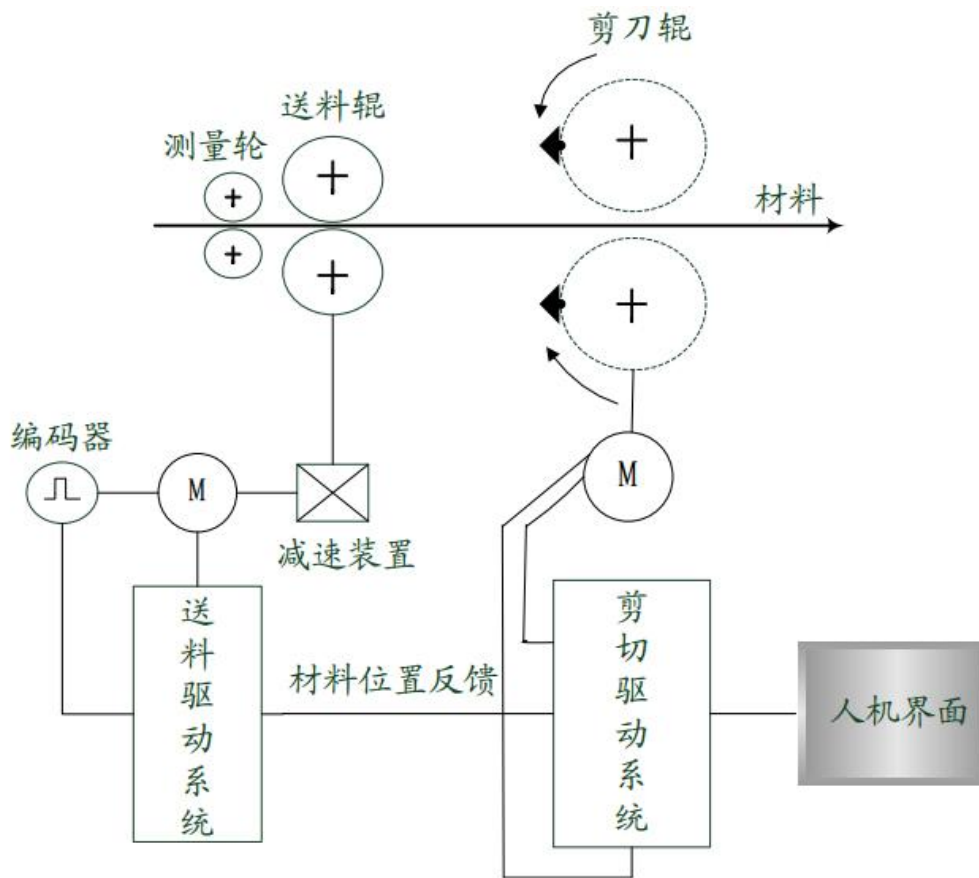 剪刀辊
送料辊
测量轮
材料
编码器
M
M
减速装置
送料驱动系统
材料位置反馈
剪切驱动系统
人机界面